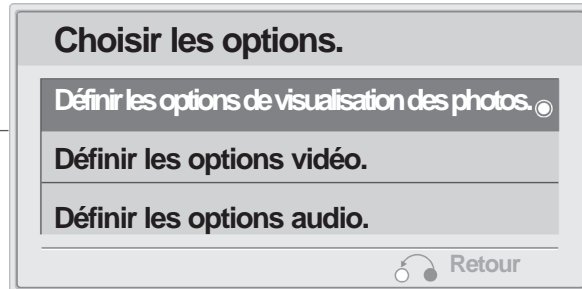 Choisir les options.
Définir les options de visualisation des photos.
Définir les options vidéo.
Définir les options audio.
Retour